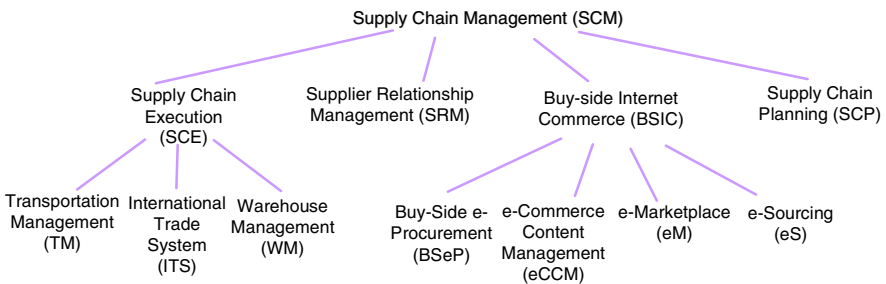 Supply Chain Management (SCM)
Supply Chain
Execution
(SCE)
Supplier Relationship
Management (SRM)
Buy-side Internet
Commerce (BSIC)
Supply Chain
Planning (SCP)
Transportation
Management
(TM)
International
Trade
System
(ITS)
Warehouse
Management
(WM)
Buy-Side e-
Procurement
(BSeP)
e-Commerce
Content
Management
(eCCM)
e-Marketplace
(eM)
e-Sourcing
(eS)